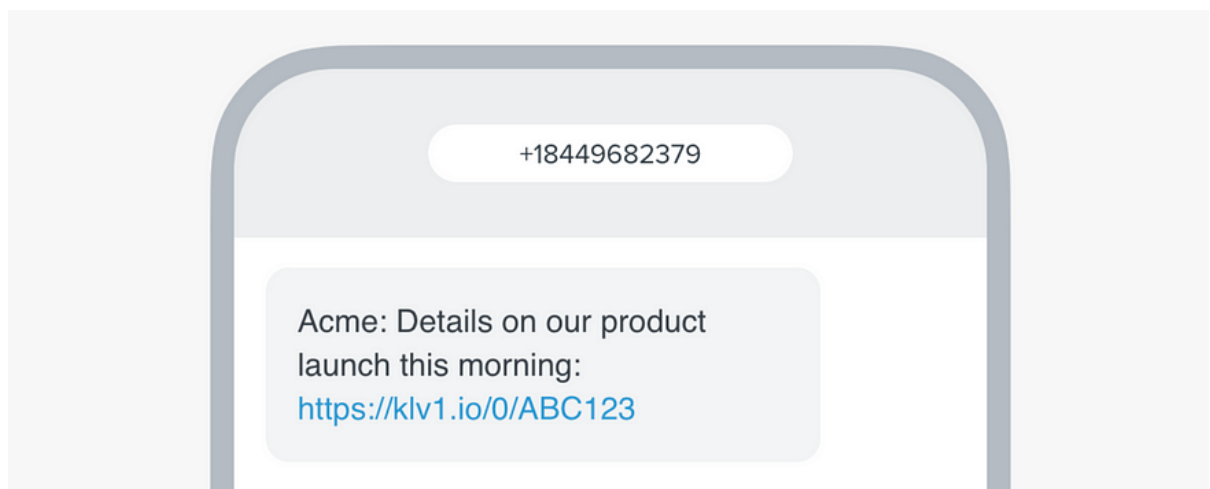 +18449682379
Acme: Details on our product
launch this morning:
https://klv1.io/0/ABC123